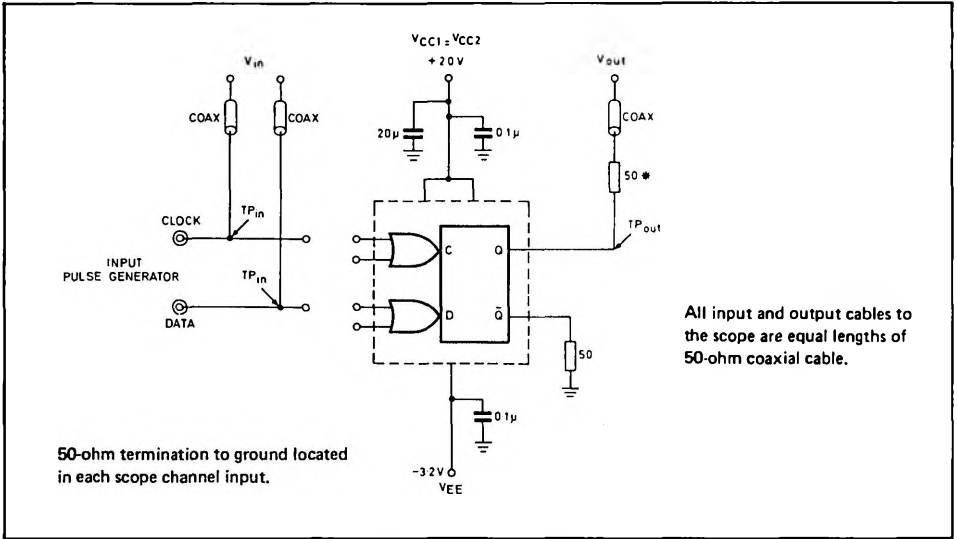 VCC1 = VCC2
+20V
Vin
Vout
COAX
COAX
COAX
20µ
0.1µ
50*
TPin
CLOCK
TPout
C
Q
INPUT
PULSE GENERATOR
TPin
D
Q̅
DATA
50
All input and output cables to
the scope are equal lengths of
50-ohm coaxial cable.
0.1µ
50-ohm termination to ground located
in each scope channel input.
-3.2V
VEE